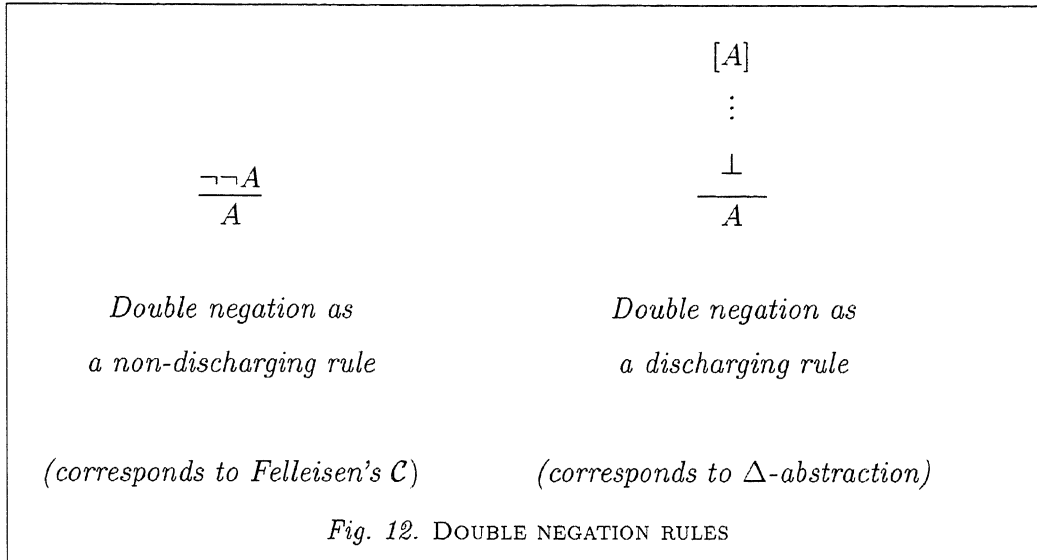 [A]
⋮
⊥
A
¬¬A
A
Double negation as
a non-discharging rule
(corresponds to Felleisen's C)
Double negation as
a discharging rule
(corresponds to Δ-abstraction)
Fig. 12. DOUBLE NEGATION RULES